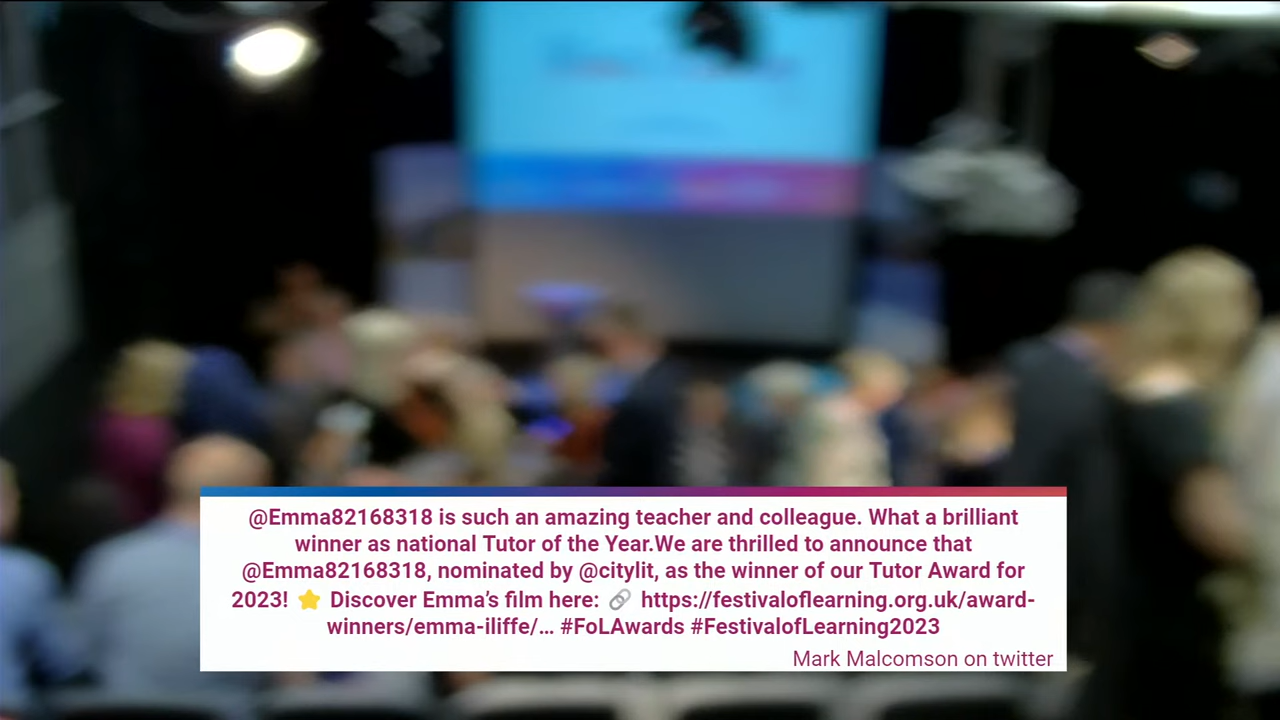 @Emma82168318 is such an amazing teacher and colleague. What a brilliant
winner as national Tutor of the Year.We are thrilled to announce that
@Emma82168318, nominated by @citylit, as the winner of our Tutor Award for
2023! ⭐ Discover Emma’s film here: 🔗 https://festivaloflearning.org.uk/award-
winners/emma-iliffe/… #FoLAwards #FestivalofLearning2023
Mark Malcomson on twitter